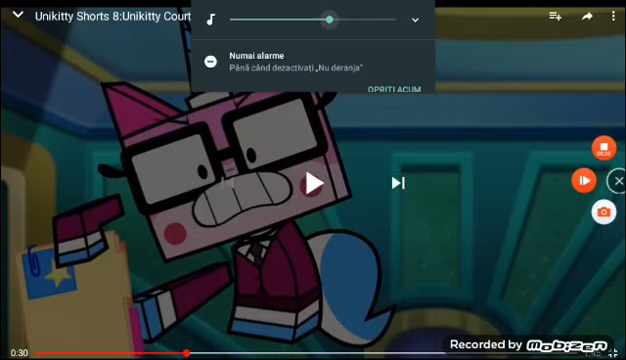 Unikitty Shorts 8:Unikitty Court
Numai alarme
Până când dezactivați „Nu deranja”
OPRIȚI ACUM
0:30
Recorded by mobizen